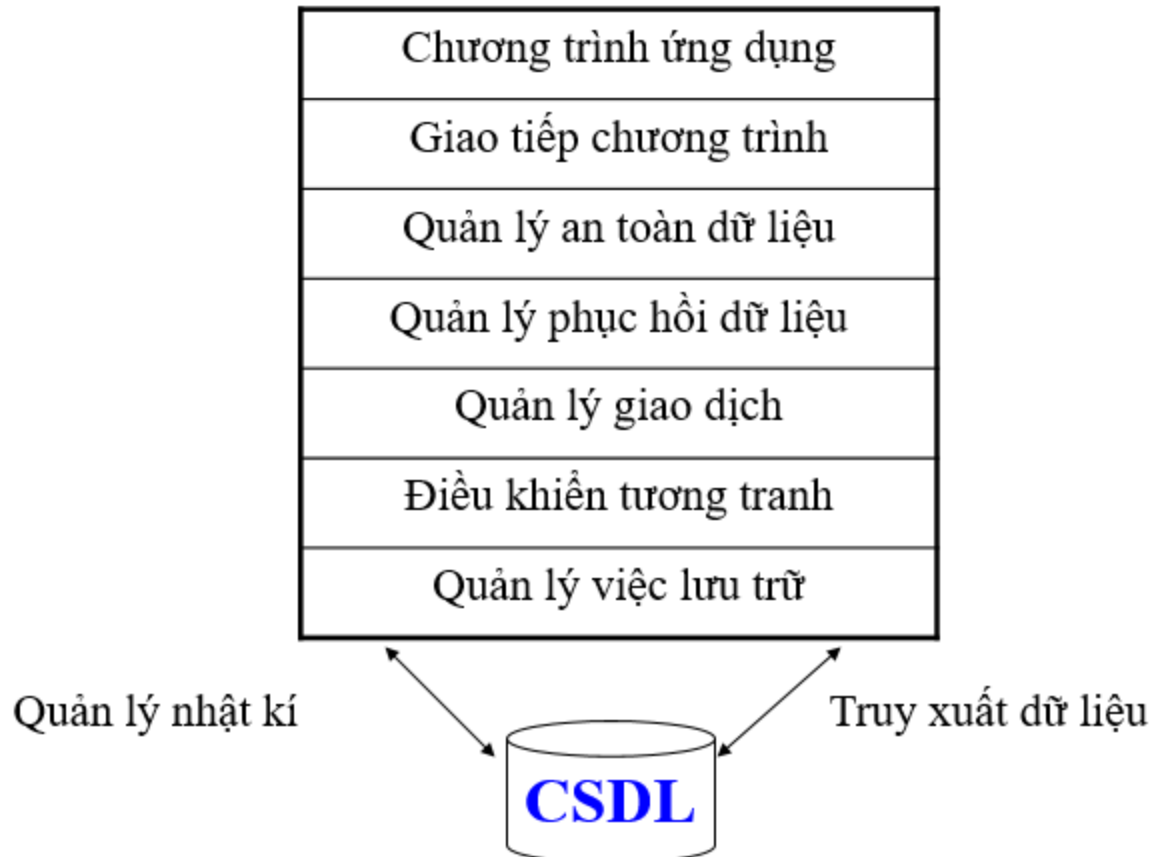 Chương trình ứng dụng
Giao tiếp chương trình
Quản lý an toàn dữ liệu
Quản lý phục hồi dữ liệu
Quản lý giao dịch
Điều khiển tương tranh
Quản lý việc lưu trữ
Quản lý nhật kí
Truy xuất dữ liệu
CSDL